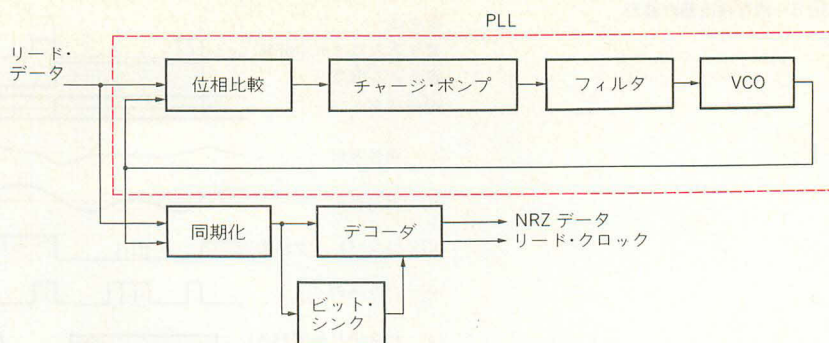 PLL
リード・
データ
位相比較
チャージ・ポンプ
フィルタ
VCO
同期化
デコーダ
NRZ データ
リード・クロック
ビット・
シンク